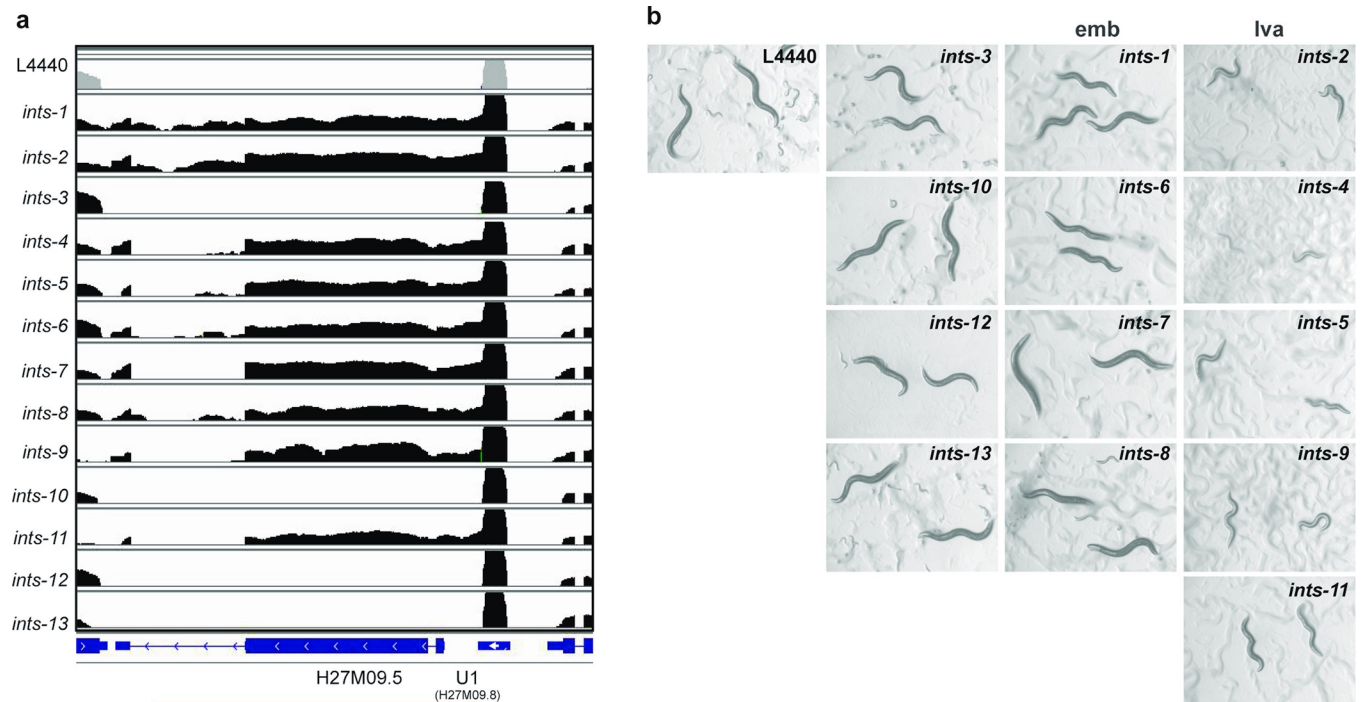 a
L4440
ints-1
ints-2
ints-3
ints-4
ints-5
ints-6
ints-7
ints-8
ints-9
ints-10
ints-11
ints-12
ints-13
H27M09.5
U1
(H27M09.8)
b
emb
lva
L4440
ints-3
ints-1
ints-2
ints-10
ints-6
ints-4
ints-12
ints-7
ints-5
ints-13
ints-8
ints-9
ints-11